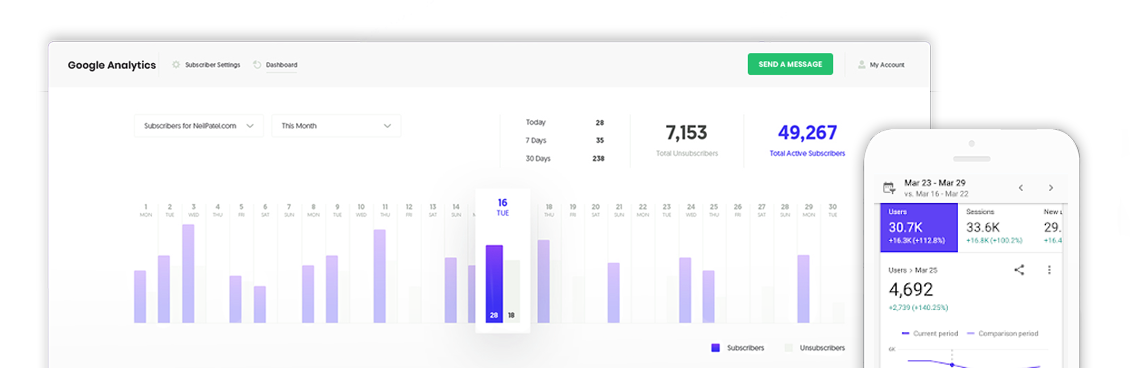 Google Analytics
Subscriber Settings
Dashboard
SEND A MESSAGE
My Account
Subscribers for NeilPatel.com
This Month
Today 28
7 Days 35
30 Days 238
7,153
Total Unsubscribers
49,267
Total Active Subscribers
1 2 3 4 5 6 7 8 9 10 11 12 13 14 16 18 19 20 21 22 23 24 25 26 27 28 29 30
MON TUE WED THU FRI SAT SUN MON TUE WED THU FRI SAT SUN TUE THU FRI SAT SUN MON TUE WED THU FRI SAT SUN MON TUE
28 18
Subscribers
Unsubscribers
Mar 23 - Mar 29
vs. Mar 16 - Mar 22
Users Sessions New u
30.7K 33.6K 29.
+16.3K (+112.8%) +16.8K (+100.2%) +16.4
Users > Mar 25
4,692
+2,739 (+140.25%)
Current period
Comparison period
6K